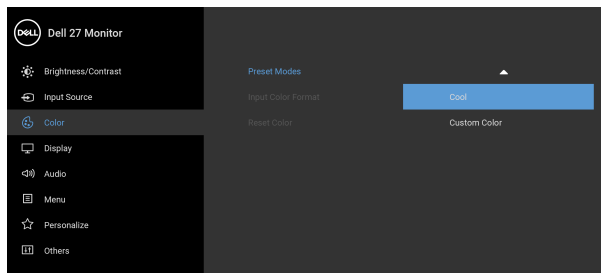 DELL Dell 27 Monitor
Brightness/Contrast
Input Source
Color
Display
Audio
Menu
Personalize
Others
Preset Modes
Input Color Format
Reset Color
Cool
Custom Color